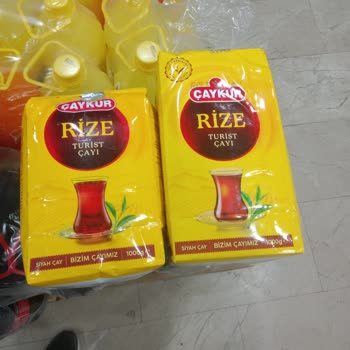 ÇAYKUR
RİZE
TURİST
ÇAYI
SİYAH ÇAY
BİZİM ÇAYIMIZ
1000g
ÇAYKUR
RİZE
TURİST
ÇAYI
SİYAH ÇAY
BİZİM ÇAYIMIZ
1000g